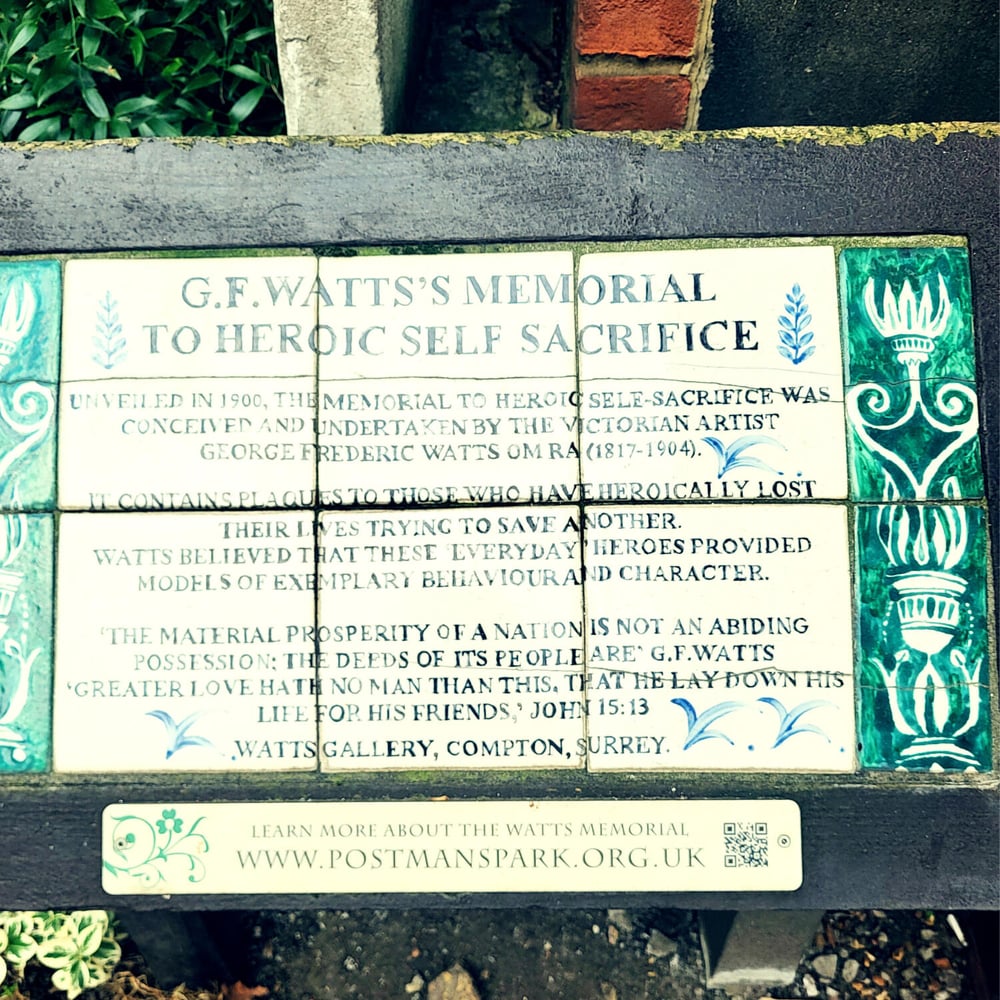 G.F.WATTS'S MEMORIAL
TO HEROIC SELF SACRIFICE
UNVEILED IN 1900, THE MEMORIAL TO HEROIC SELF-SACRIFICE WAS
CONCEIVED AND UNDERTAKEN BY THE VICTORIAN ARTIST
GEORGE FREDERIC WATTS OM RA (1817-1904).
IT CONTAINS PLAQUES TO THOSE WHO HAVE HEROICALLY LOST
THEIR LIVES TRYING TO SAVE ANOTHER.
WATTS BELIEVED THAT THESE 'EVERYDAY' HEROES PROVIDED
MODELS OF EXEMPLARY BEHAVIOUR AND CHARACTER.
'THE MATERIAL PROSPERITY OF A NATION IS NOT AN ABIDING
POSSESSION: THE DEEDS OF ITS PEOPLE ARE' G.F.WATTS
'GREATER LOVE HATH NO MAN THAN THIS, THAT HE LAY DOWN HIS
LIFE FOR HIS FRIENDS,' JOHN 15:13
WATTS GALLERY, COMPTON, SURREY.
LEARN MORE ABOUT THE WATTS MEMORIAL
WWW.POSTMANSPARK.ORG.UK